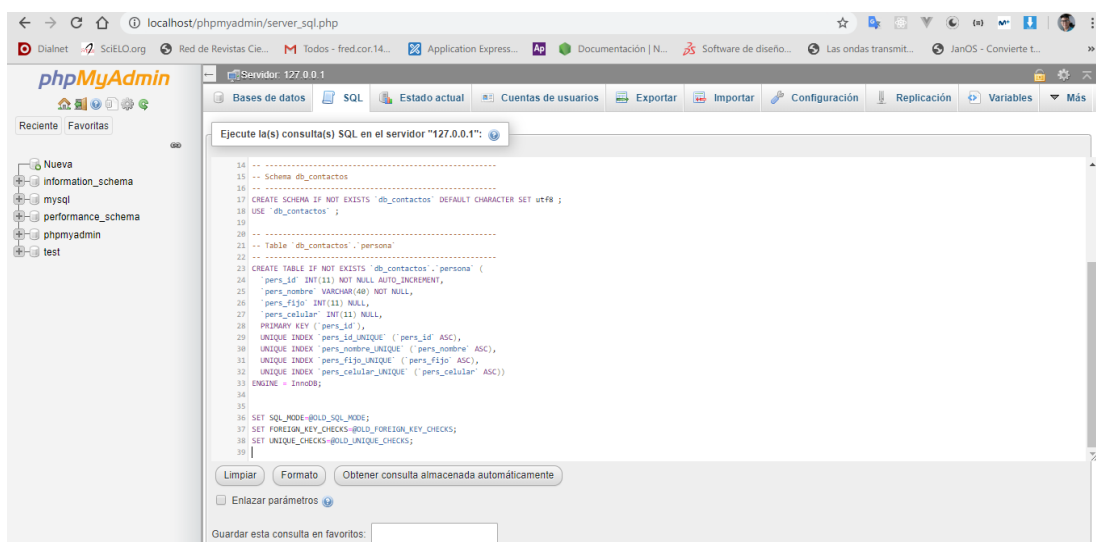 localhost/phpmyadmin/server_sql.php
Dialnet SciELO.org Red de Revistas Cie... Todos - fred.cor.14... Application Express... Ap Documentación | N... Software de diseño... Las ondas transmit... JanOS - Convierte t... »
phpMyAdmin
Reciente Favoritas
Nueva
information_schema
mysql
performance_schema
phpmyadmin
test
Servidor: 127.0.0.1
Bases de datos SQL Estado actual Cuentas de usuarios Exportar Importar Configuración Replicación Variables Más
Ejecute la(s) consulta(s) SQL en el servidor "127.0.0.1":
14 -- -----------------------------------------------------
15 -- Schema db_contactos
16 -- -----------------------------------------------------
17 CREATE SCHEMA IF NOT EXISTS `db_contactos` DEFAULT CHARACTER SET utf8 ;
18 USE `db_contactos` ;
19
20 -- -----------------------------------------------------
21 -- Table `db_contactos`.`persona`
22 -- -----------------------------------------------------
23 CREATE TABLE IF NOT EXISTS `db_contactos`.`persona` (
24 `pers_id` INT(11) NOT NULL AUTO_INCREMENT,
25 `pers_nombre` VARCHAR(40) NOT NULL,
26 `pers_fijo` INT(11) NULL,
27 `pers_celular` INT(11) NULL,
28 PRIMARY KEY (`pers_id`),
29 UNIQUE INDEX `pers_id_UNIQUE` (`pers_id` ASC),
30 UNIQUE INDEX `pers_nombre_UNIQUE` (`pers_nombre` ASC),
31 UNIQUE INDEX `pers_fijo_UNIQUE` (`pers_fijo` ASC),
32 UNIQUE INDEX `pers_celular_UNIQUE` (`pers_celular` ASC))
33 ENGINE = InnoDB;
34
35
36 SET SQL_MODE=@OLD_SQL_MODE;
37 SET FOREIGN_KEY_CHECKS=@OLD_FOREIGN_KEY_CHECKS;
38 SET UNIQUE_CHECKS=@OLD_UNIQUE_CHECKS;
39
Limpiar Formato Obtener consulta almacenada automáticamente
Enlazar parámetros
Guardar esta consulta en favoritos: